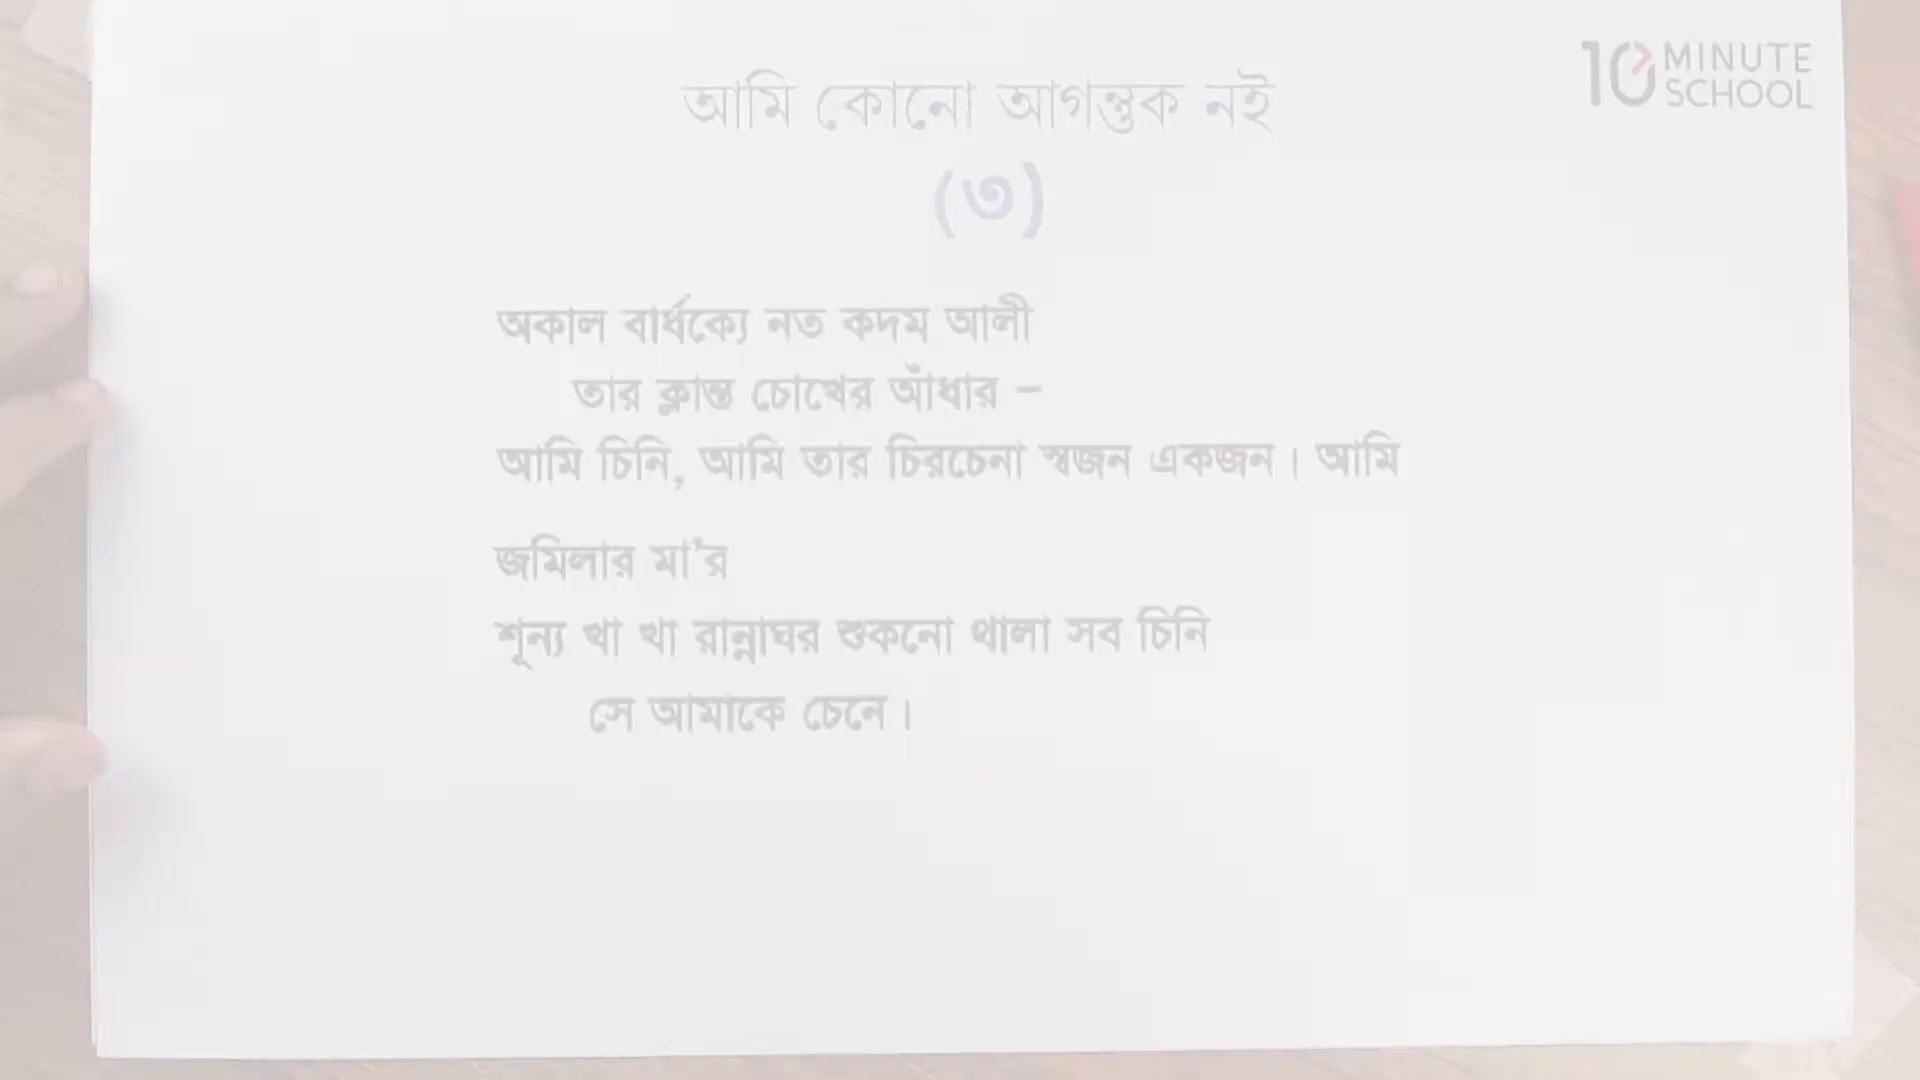 10 MINUTE SCHOOL
আমি কোনো আগন্তুক নই
(৩)
অকাল বার্ধক্যে নত কদম আলী
তার ক্লান্ত চোখের আঁধার –
আমি চিনি, আমি তার চিরচেনা স্বজন একজন। আমি
জমিলার মা'র
শূন্য খা খা রান্নাঘর শুকনো থালা সব চিনি
সে আমাকে চেনে।